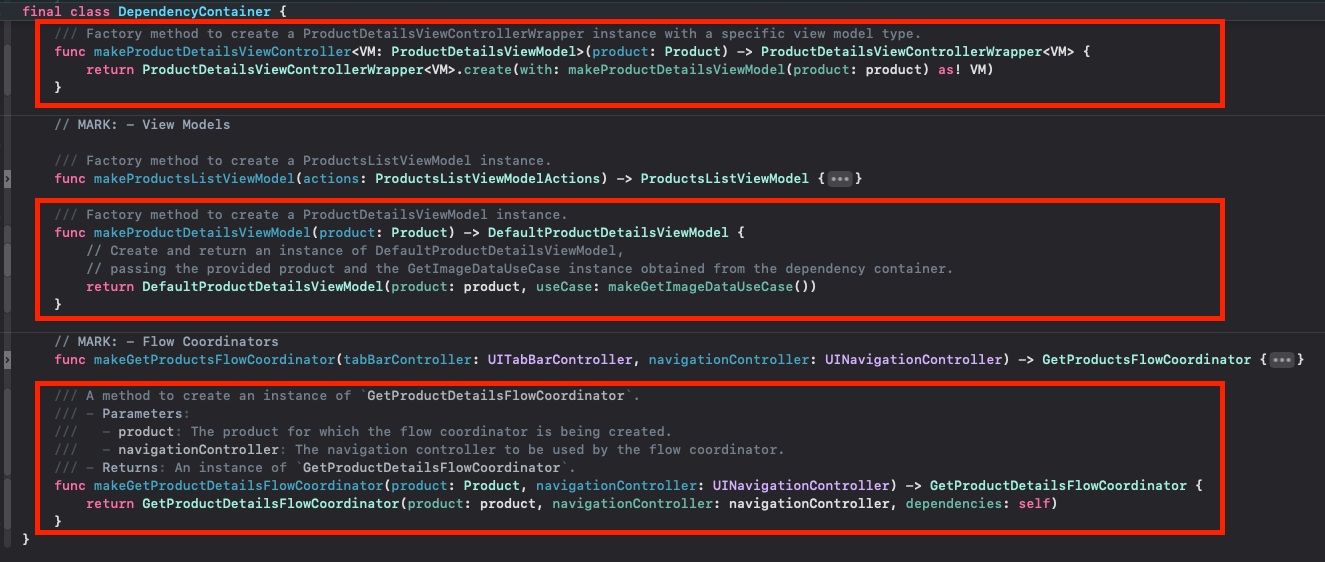 final class DependencyContainer {
/// Factory method to create a ProductDetailsViewControllerWrapper instance with a specific view model type.
func makeProductDetailsViewController<VM: ProductDetailsViewModel>(product: Product) -> ProductDetailsViewControllerWrapper<VM> {
return ProductDetailsViewControllerWrapper<VM>.create(with: makeProductDetailsViewModel(product: product) as! VM)
}
// MARK: - View Models
/// Factory method to create a ProductsListViewModel instance.
func makeProductsListViewModel(actions: ProductsListViewModelActions) -> ProductsListViewModel {•••}
/// Factory method to create a ProductDetailsViewModel instance.
func makeProductDetailsViewModel(product: Product) -> DefaultProductDetailsViewModel {
// Create and return an instance of DefaultProductDetailsViewModel,
// passing the provided product and the GetImageDataUseCase instance obtained from the dependency container.
return DefaultProductDetailsViewModel(product: product, useCase: makeGetImageDataUseCase())
}
// MARK: - Flow Coordinators
func makeGetProductsFlowCoordinator(tabBarController: UITabBarController, navigationController: UINavigationController) -> GetProductsFlowCoordinator {•••}
/// A method to create an instance of `GetProductDetailsFlowCoordinator`.
/// - Parameters:
///   - product: The product for which the flow coordinator is being created.
///   - navigationController: The navigation controller to be used by the flow coordinator.
/// - Returns: An instance of `GetProductDetailsFlowCoordinator`.
func makeGetProductDetailsFlowCoordinator(product: Product, navigationController: UINavigationController) -> GetProductDetailsFlowCoordinator {
return GetProductDetailsFlowCoordinator(product: product, navigationController: navigationController, dependencies: self)
}
}